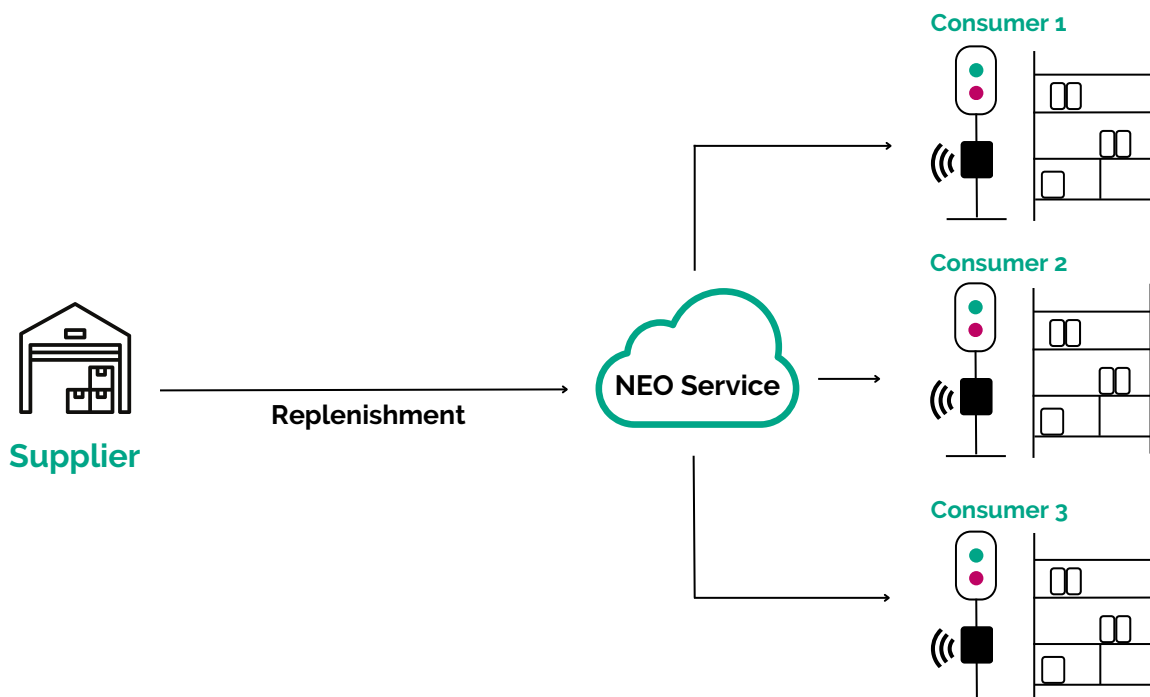 Consumer 1
Consumer 2
NEO Service
Replenishment
Supplier
Consumer 3